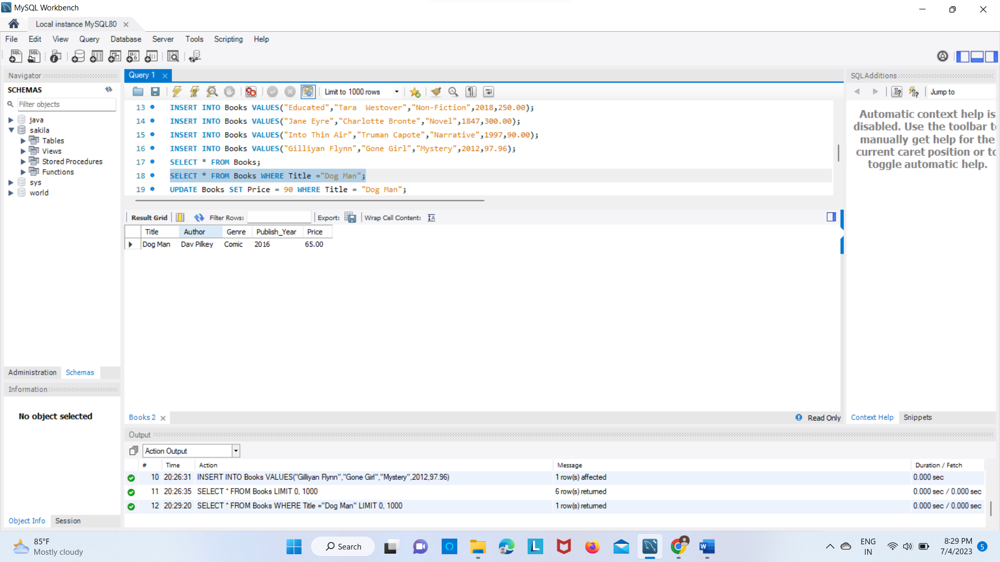 MySQL Workbench
Local instance MySQL80
File Edit View Query Database Server Tools Scripting Help
Navigator
SCHEMAS
Filter objects
java
sakila
Tables
Views
Stored Procedures
Functions
sys
world
Administration Schemas
Information
No object selected
Object Info Session
Query 1
Limit to 1000 rows
13 INSERT INTO Books VALUES("Educated","Tara  Westover","Non-Fiction",2018,250.00);
14 INSERT INTO Books VALUES("Jane Eyre","Charlotte Bronte","Novel",1847,300.00);
15 INSERT INTO Books VALUES("Into Thin Air","Truman Capote","Narrative",1997,90.00);
16 INSERT INTO Books VALUES("Gilliyan Flynn","Gone Girl","Mystery",2012,97.96);
17 SELECT * FROM Books;
18 SELECT * FROM Books WHERE Title ="Dog Man";
19 UPDATE Books SET Price = 90 WHERE Title = "Dog Man";
Result Grid Filter Rows: Export: Wrap Cell Content:
Title Author Genre Publish_Year Price
Dog Man Dav Pilkey Comic 2016 65.00
Books 2
Read Only
SQLAdditions
Jump to
Automatic context help is
disabled. Use the toolbar to
manually get help for the
current caret position or to
toggle automatic help.
Context Help Snippets
Output
Action Output
# Time Action Message Duration / Fetch
10 20:26:31 INSERT INTO Books VALUES("Gilliyan Flynn","Gone Girl","Mystery",2012,97.96) 1 row(s) affected 0.000 sec
11 20:26:35 SELECT * FROM Books LIMIT 0, 1000 6 row(s) returned 0.000 sec / 0.000 sec
12 20:29:20 SELECT * FROM Books WHERE Title ="Dog Man" LIMIT 0, 1000 1 row(s) returned 0.000 sec / 0.000 sec
85°F
Mostly cloudy
Search
ENG
IN
8:29 PM
7/4/2023
5